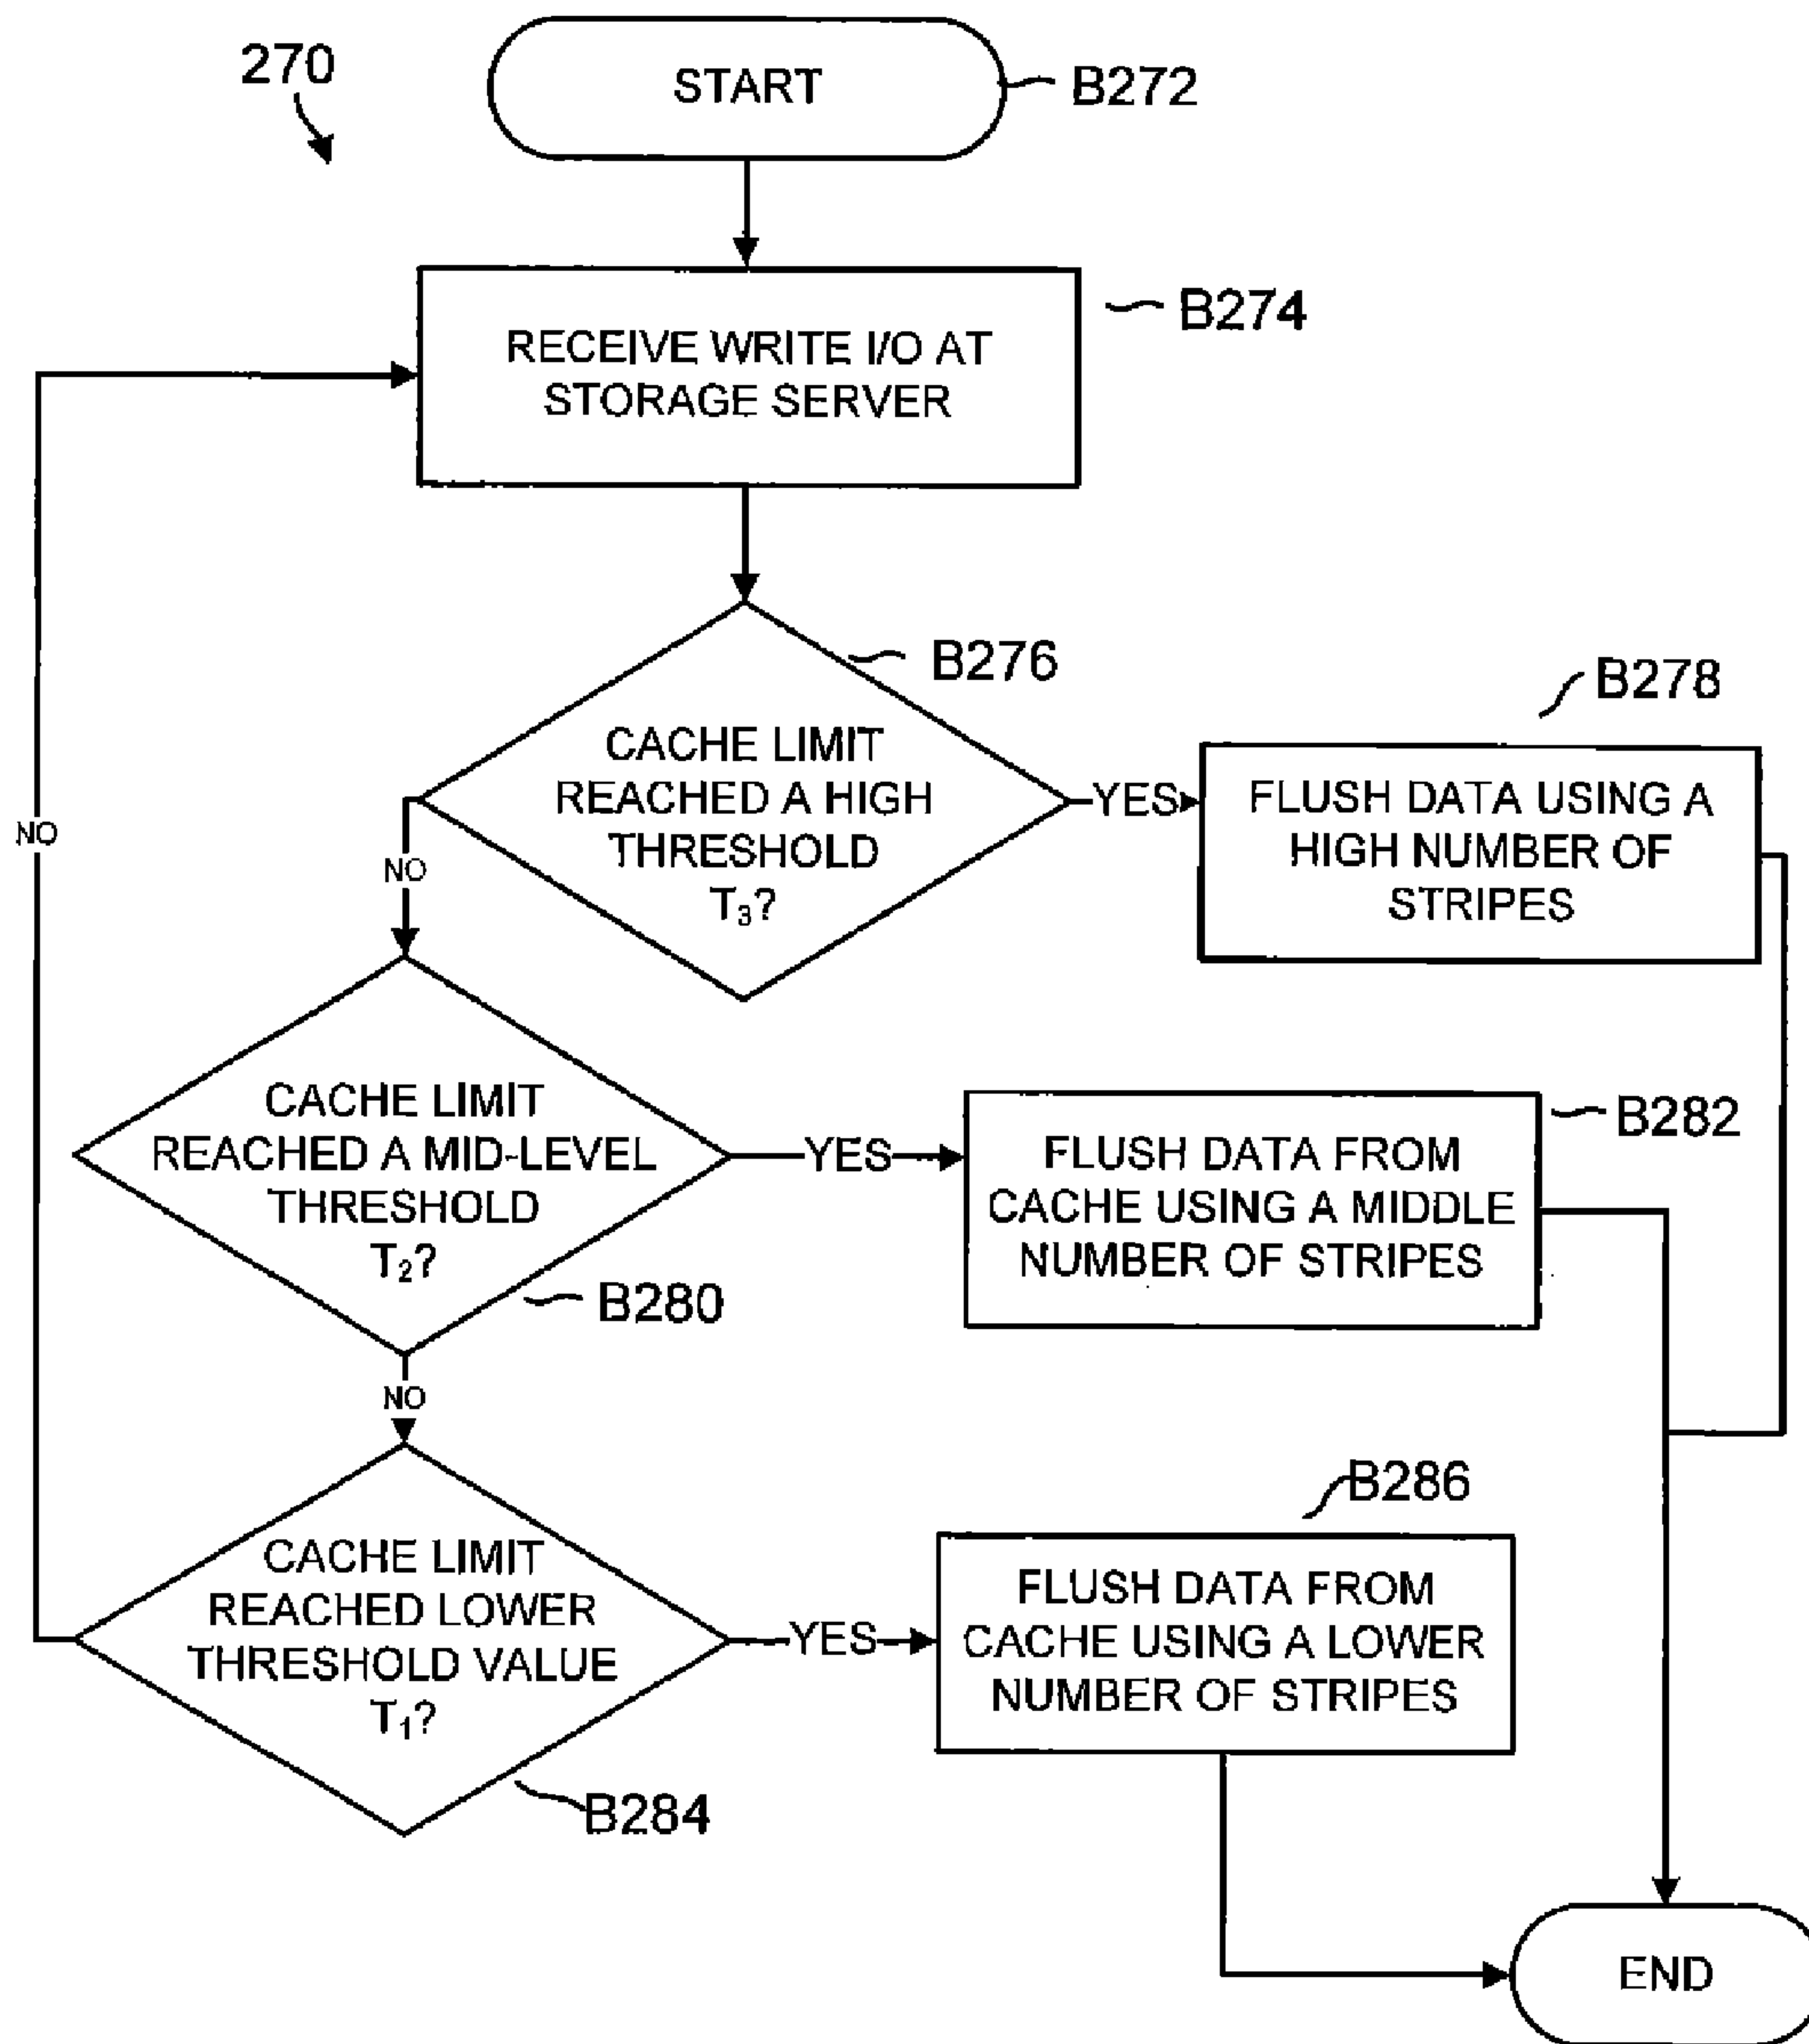 270
START
B272
RECEIVE WRITE I/O AT
STORAGE SERVER
B274
CACHE LIMIT
REACHED A HIGH
THRESHOLD
T₃?
B276
YES
FLUSH DATA USING A
HIGH NUMBER OF
STRIPES
B278
NO
NO
CACHE LIMIT
REACHED A MID-LEVEL
THRESHOLD
T₂?
B280
YES
FLUSH DATA FROM
CACHE USING A MIDDLE
NUMBER OF STRIPES
B282
NO
CACHE LIMIT
REACHED LOWER
THRESHOLD VALUE
T₁?
B284
YES
FLUSH DATA FROM
CACHE USING A LOWER
NUMBER OF STRIPES
B286
END